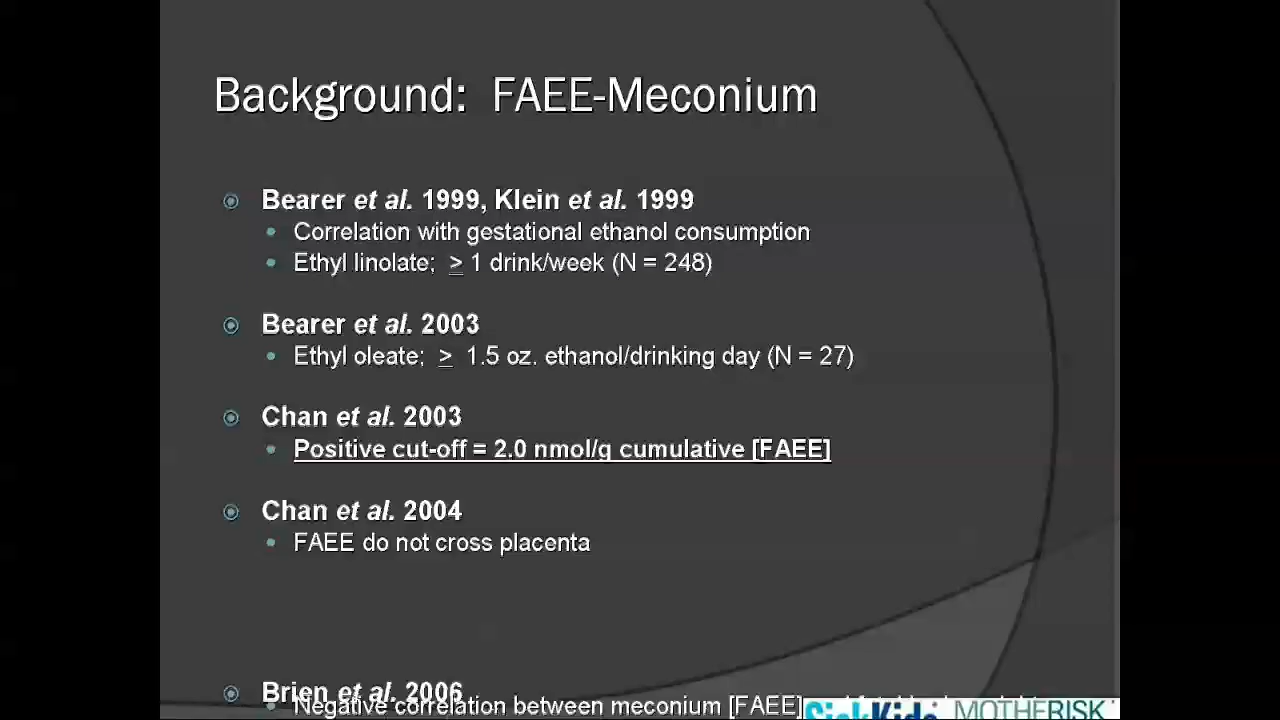 Background: FAEE-Meconium
Bearer et al. 1999, Klein et al. 1999
Correlation with gestational ethanol consumption
Ethyl linolate; ≥ 1 drink/week (N = 248)
Bearer et al. 2003
Ethyl oleate; ≥ 1.5 oz. ethanol/drinking day (N = 27)
Chan et al. 2003
Positive cut-off = 2.0 nmol/g cumulative [FAEE]
Chan et al. 2004
FAEE do not cross placenta
Brien et al. 2006
Negative correlation between meconium [FAEE]
SickKids MOTHERISK